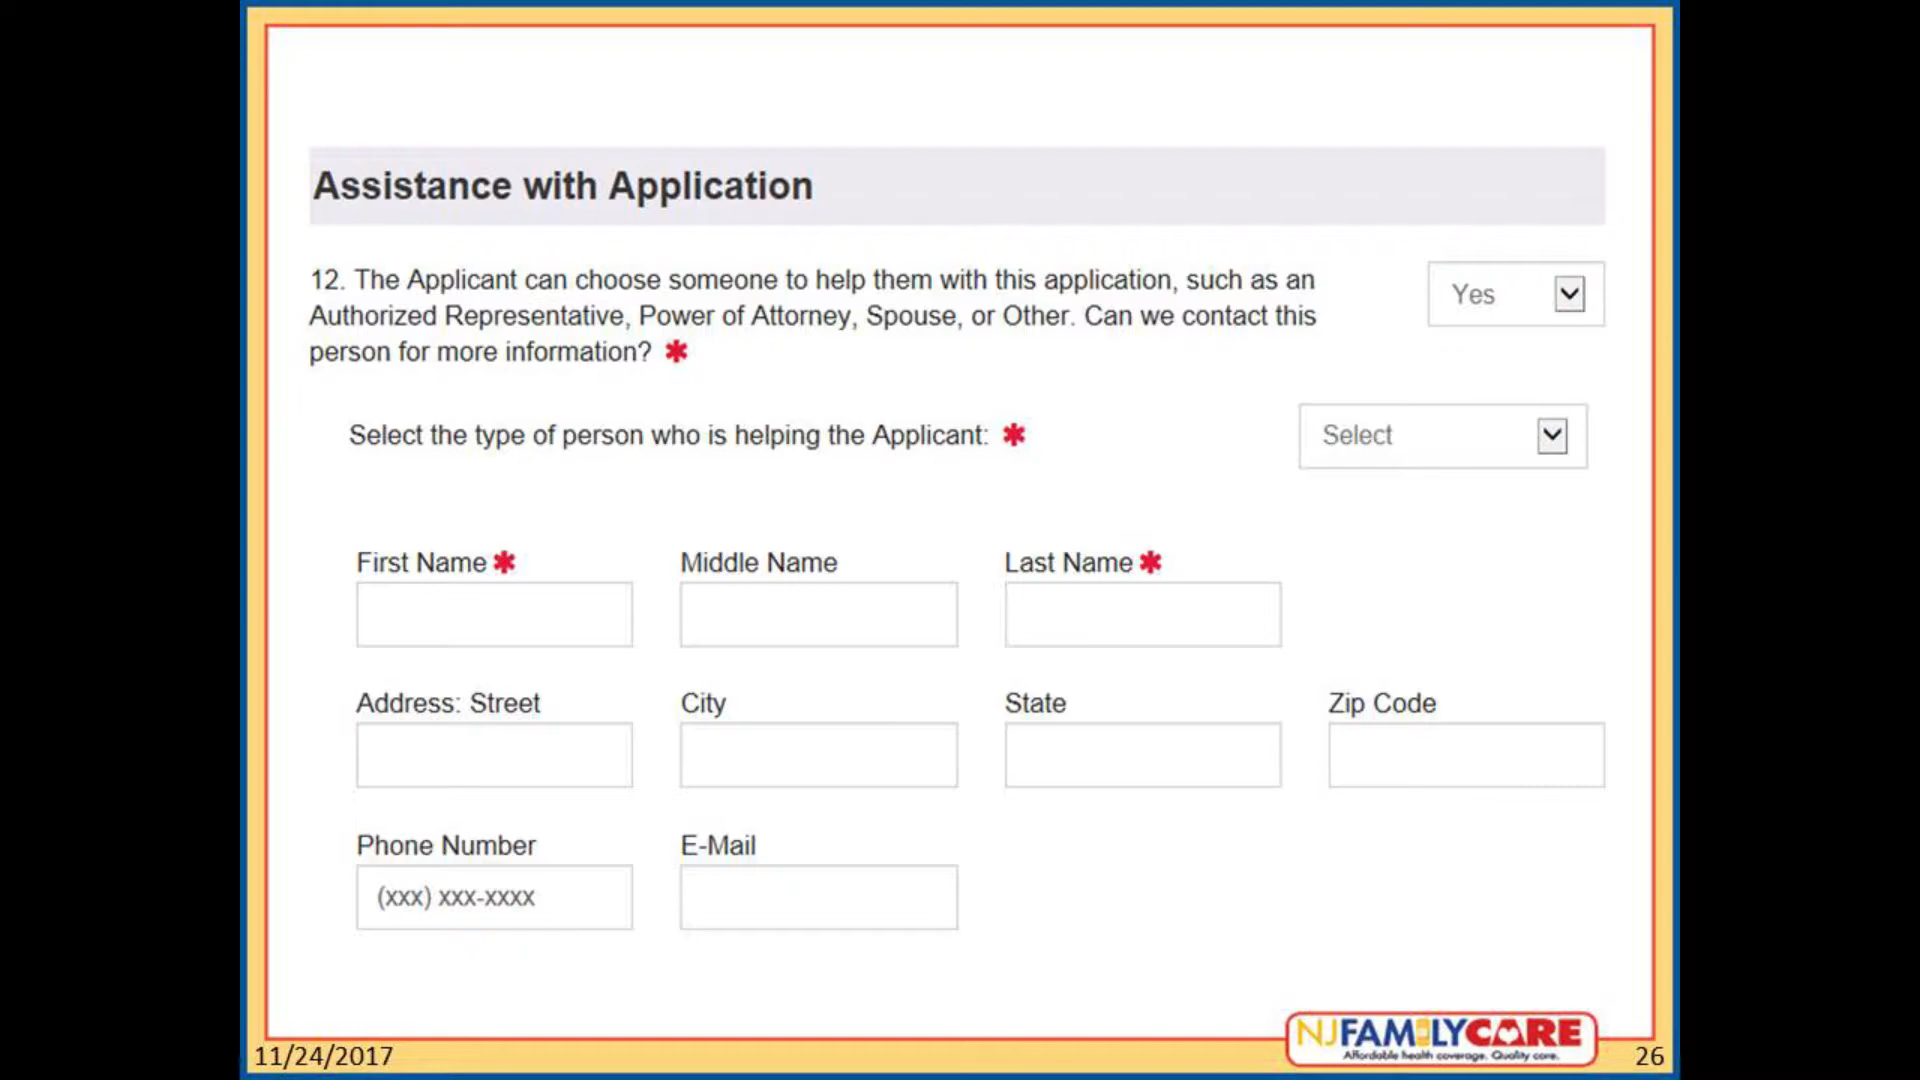 Assistance with Application
12. The Applicant can choose someone to help them with this application, such as an
Authorized Representative, Power of Attorney, Spouse, or Other. Can we contact this
person for more information? *
Yes
Select the type of person who is helping the Applicant: *
Select
First Name *
Middle Name
Last Name *
Address: Street
City
State
Zip Code
Phone Number
E-Mail
(xxx) xxx-xxxx
NJFAMILYCARE
Affordable health coverage. Quality care.
11/24/2017
26